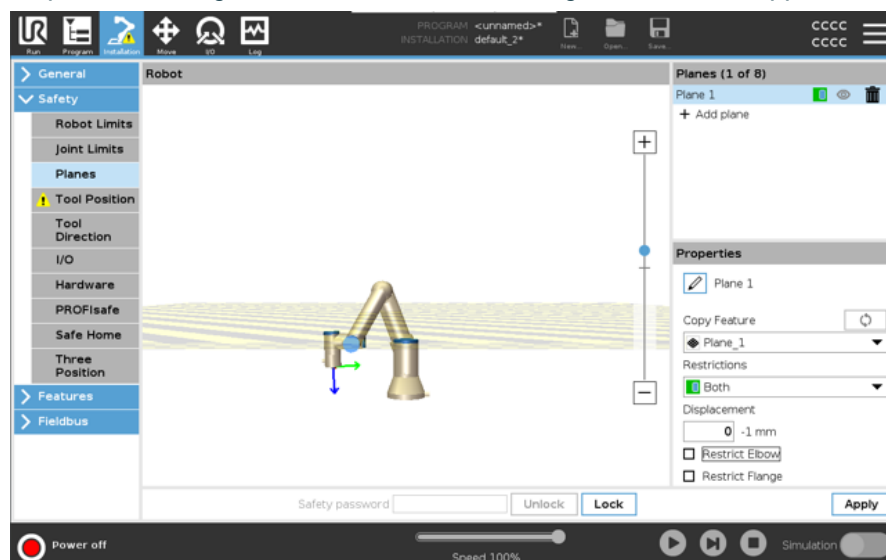 PROGRAM <unnamed>*
INSTALLATION default_2*
Run
Program
Installation
Move
I/O
Log
New...
Open...
Save...
CCCC
CCCC
General
Safety
Robot Limits
Joint Limits
Planes
Tool Position
Tool
Direction
I/O
Hardware
PROFIsafe
Safe Home
Three
Position
Features
Fieldbus
Robot
Safety password
Unlock
Lock
Planes (1 of 8)
Plane 1
+ Add plane
Properties
Plane 1
Copy Feature
Plane_1
Restrictions
Both
Displacement
0 -1 mm
Restrict Elbow
Restrict Flange
Apply
Power off
Speed 100%
Simulation